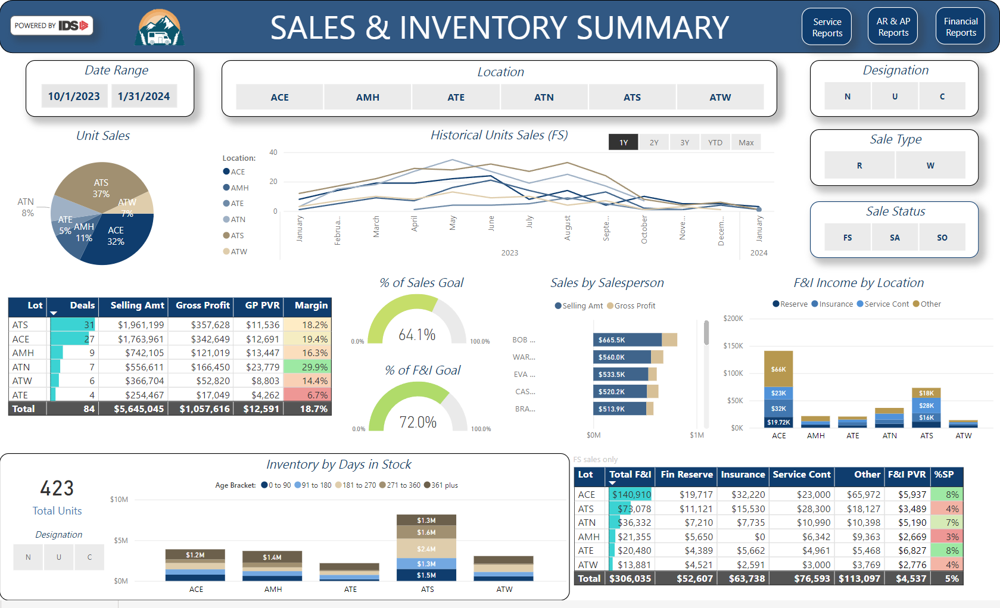 POWERED BY IDS
SALES & INVENTORY SUMMARY
Service
Reports
AR & AP
Reports
Financial
Reports
Date Range
10/1/2023 1/31/2024
Location
ACE AMH ATE ATN ATS ATW
Designation
N U C
Unit Sales
ATS
37%
ATW
7%
ATN
8%
ATE
5%
AMH
11%
ACE
32%
Historical Units Sales (FS)
1Y 2Y 3Y YTD Max
Location:
ACE
AMH
ATE
ATN
ATS
ATW
40
20
0
January
Februa...
March
April
May
June
July
August
Septe...
October
Nove...
Decem...
January
2023 2024
Sale Type
R W
Sale Status
FS SA SO
Lot Deals Selling Amt Gross Profit GP PVR Margin
ATS 31 $1,961,199 $357,628 $11,536 18.2%
ACE 27 $1,763,961 $342,649 $12,691 19.4%
AMH 9 $742,105 $121,019 $13,447 16.3%
ATN 7 $556,611 $166,450 $23,779 29.9%
ATW 6 $366,704 $52,820 $8,803 14.4%
ATE 4 $254,467 $17,049 $4,262 6.7%
Total 84 $5,645,045 $1,057,616 $12,591 18.7%
% of Sales Goal
64.1%
0.0% 100.0%
% of F&I Goal
72.0%
0.0% 100.0%
Sales by Salesperson
Selling Amt Gross Profit
BOB ... $665.5K
WAR... $560.0K
EVA ... $533.5K
CAS... $520.2K
BRA... $513.9K
$0M $1M
F&I Income by Location
Reserve Insurance Service Cont Other
$200K
$150K
$100K
$50K
$0K
$66K
$23K
$32K
$19.72K
$18K
$28K
$16K
ACE AMH ATE ATN ATS ATW
423
Total Units
Designation
N U C
Inventory by Days in Stock
Age Bracket: 0 to 90 91 to 180 181 to 270 271 to 360 361 plus
$10M
$5M
$0M
$1.2M
$1.4M
$1.3M
$1.6M
$2.4M
$1.3M
$1.5M
ACE AMH ATE ATS ATW
FS sales only
Lot Total F&I Fin Reserve Insurance Service Cont Other F&I PVR %SP
ACE $140,910 $19,717 $32,220 $23,000 $65,972 $5,937 8%
ATS $73,078 $11,121 $15,530 $28,300 $18,127 $3,489 4%
ATN $36,332 $7,210 $7,735 $10,990 $10,398 $5,190 7%
AMH $21,355 $5,650 $0 $6,342 $9,363 $2,669 3%
ATE $20,480 $4,389 $5,662 $4,961 $5,468 $6,827 8%
ATW $13,881 $4,521 $2,591 $3,000 $3,769 $2,776 4%
Total $306,035 $52,607 $63,738 $76,593 $113,097 $4,537 5%